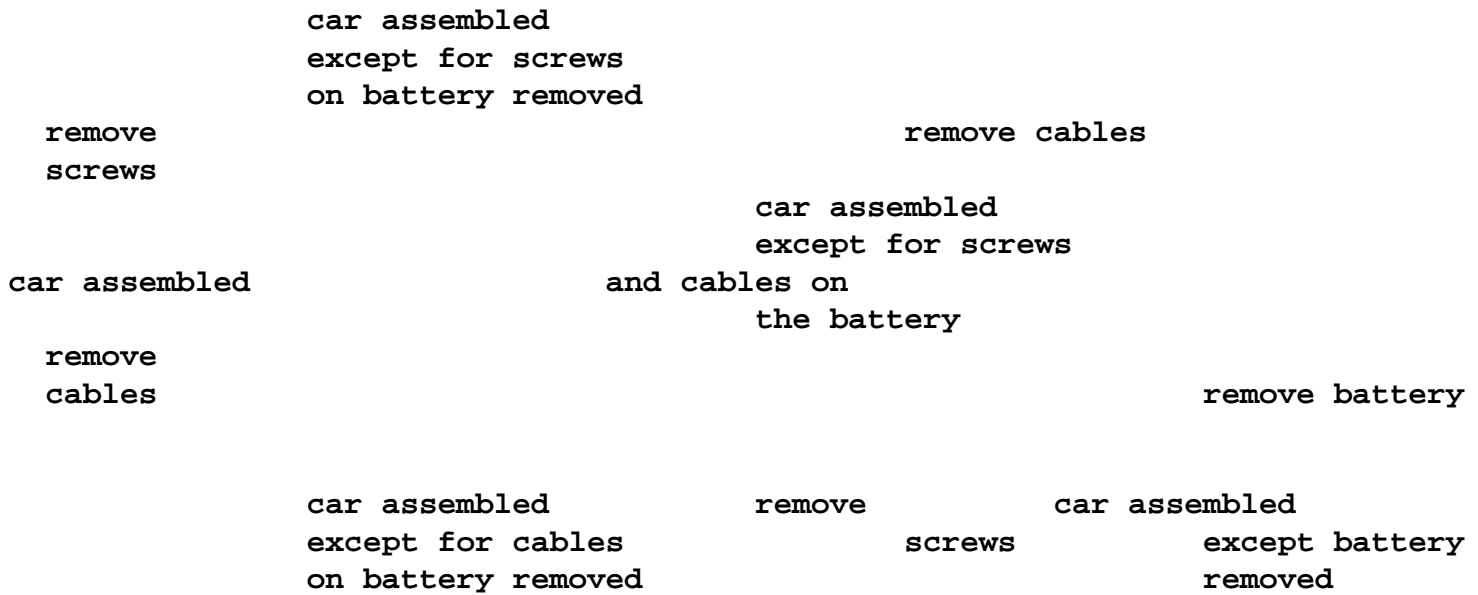 car assembled
except for screws
on battery removed
remove remove cables
screws
car assembled
except for screws
car assembled and cables on
the battery
remove
cables remove battery
car assembled remove car assembled
except for cables screws except battery
on battery removed removed